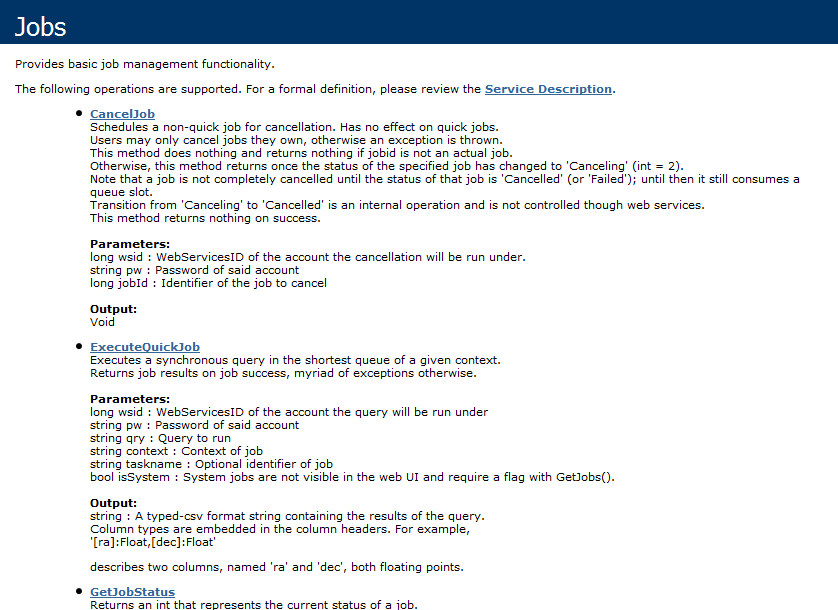 Jobs
Provides basic job management functionality.
The following operations are supported. For a formal definition, please review the Service Description.
CancelJob
Schedules a non-quick job for cancellation. Has no effect on quick jobs.
Users may only cancel jobs they own, otherwise an exception is thrown.
This method does nothing and returns nothing if jobid is not an actual job.
Otherwise, this method returns once the status of the specified job has changed to 'Canceling' (int = 2).
Note that a job is not completely cancelled until the status of that job is 'Cancelled' (or 'Failed'); until then it still consumes a
queue slot.
Transition from 'Canceling' to 'Cancelled' is an internal operation and is not controlled though web services.
This method returns nothing on success.
Parameters:
long wsid : WebServicesID of the account the cancellation will be run under.
string pw : Password of said account
long jobId : Identifier of the job to cancel
Output:
Void
ExecuteQuickJob
Executes a synchronous query in the shortest queue of a given context.
Returns job results on job success, myriad of exceptions otherwise.
Parameters:
long wsid : WebServicesID of the account the query will be run under
string pw : Password of said account
string qry : Query to run
string context : Context of job
string taskname : Optional identifier of job
bool isSystem : System jobs are not visible in the web UI and require a flag with GetJobs().
Output:
string : A typed-csv format string containing the results of the query.
Column types are embedded in the column headers. For example,
'[ra]:Float,[dec]:Float'
describes two columns, named 'ra' and 'dec', both floating points.
GetJobStatus
Returns an int that represents the current status of a job.